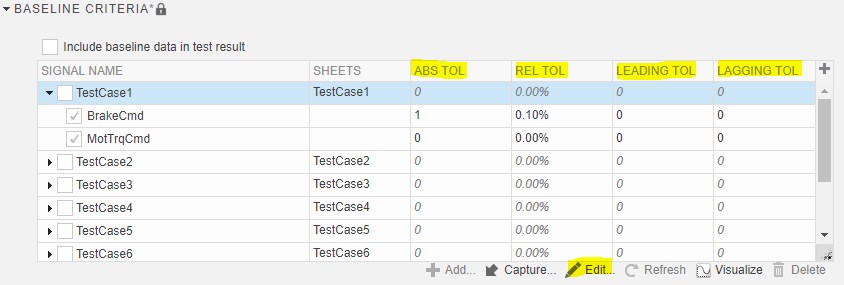 BASELINE CRITERIA*
Include baseline data in test result
SIGNAL NAME SHEETS ABS TOL REL TOL LEADING TOL LAGGING TOL
TestCase1 TestCase1 0 0.00% 0 0
BrakeCmd 1 0.10% 0 0
MotTrqCmd 0 0.00% 0 0
TestCase2 TestCase2 0 0.00% 0 0
TestCase3 TestCase3 0 0.00% 0 0
TestCase4 TestCase4 0 0.00% 0 0
TestCase5 TestCase5 0 0.00% 0 0
TestCase6 TestCase6 0 0.00% 0 0
Add... Capture... Edit... Refresh Visualize Delete